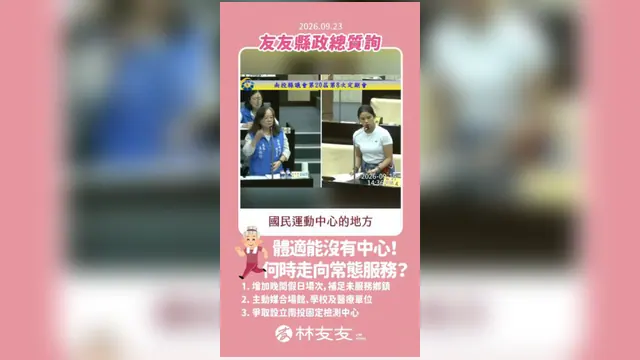 2026.09.23
友友縣政總質詢
南投縣議會第20屆第8次定期會
國民運動中心的地方
體適能沒有中心!
何時走向常態服務?
1. 增加晚間假日場次,補足未服務鄉鎮
2. 主動媒合場館、學校及醫療單位
3. 爭取設立南投固定檢測中心
林友友